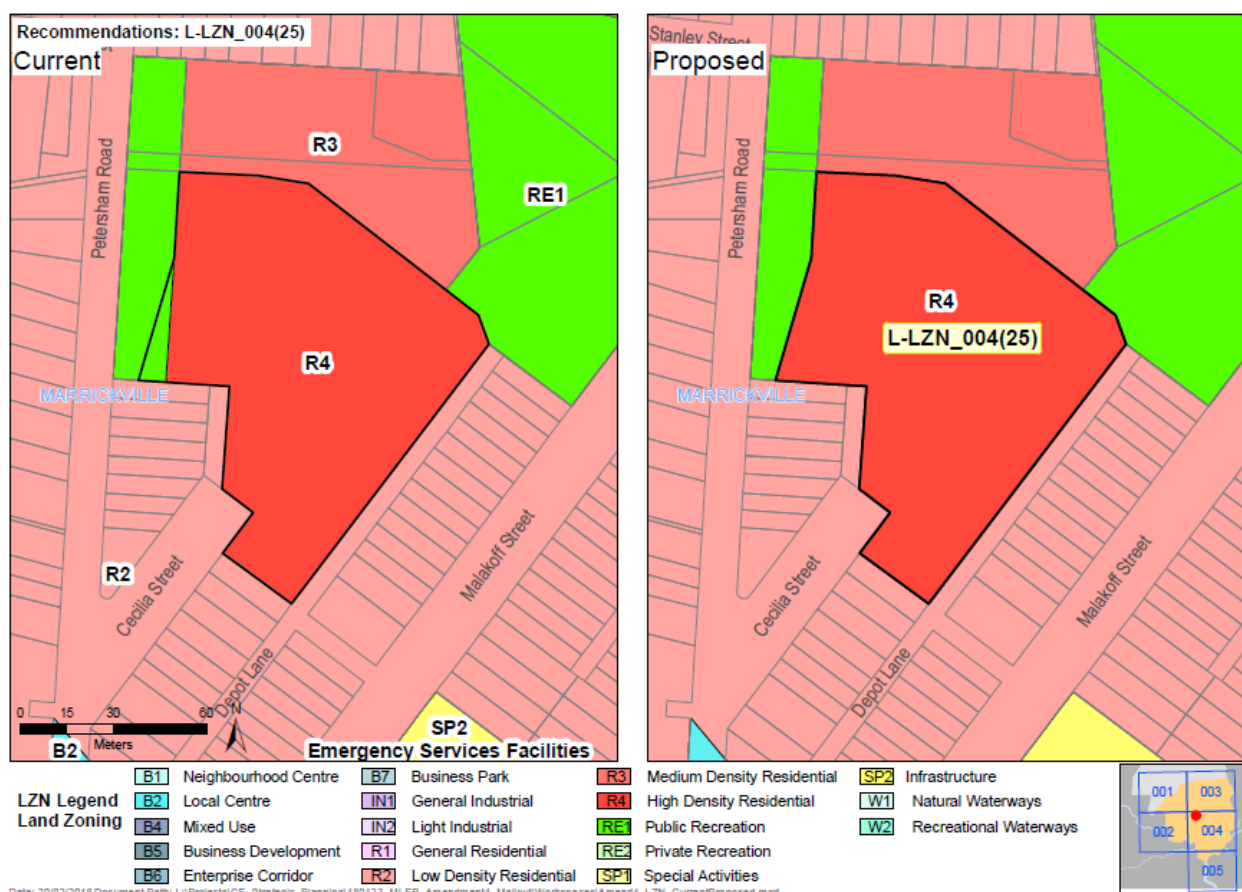 Recommendations: L-LZN_004(25)
Current
Petersham Road
R3
RE1
R4
MARRICKVILLE
R2
Cecilia Street
Malakoff Street
Depot Lane
0 15 30 60
Meters
N
B2
SP2
Emergency Services Facilities
Proposed
Stanley Street
Petersham Road
R4
L-LZN_004(25)
MARRICKVILLE
Cecilia Street
Malakoff Street
Depot Lane
LZN Legend
Land Zoning
B1 Neighbourhood Centre
B2 Local Centre
B4 Mixed Use
B5 Business Development
B6 Enterprise Corridor
B7 Business Park
IN1 General Industrial
IN2 Light Industrial
R1 General Residential
R2 Low Density Residential
R3 Medium Density Residential
R4 High Density Residential
RE1 Public Recreation
RE2 Private Recreation
SP1 Special Activities
SP2 Infrastructure
W1 Natural Waterways
W2 Recreational Waterways
001 003
002 004
005